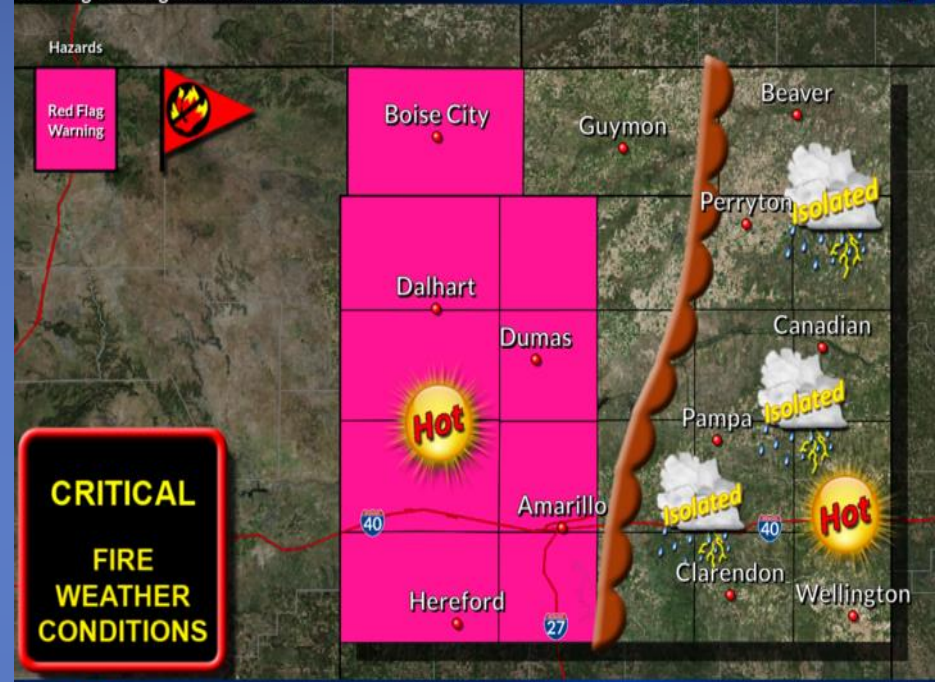 Hazards
Red Flag
Warning
Boise City
Guymon
Beaver
Perryton
Isolated
Dalhart
Dumas
Canadian
Isolated
Hot
Pampa
CRITICAL
FIRE
WEATHER
CONDITIONS
Amarillo
Isolated
40
40
Hot
Clarendon
Wellington
Hereford
27